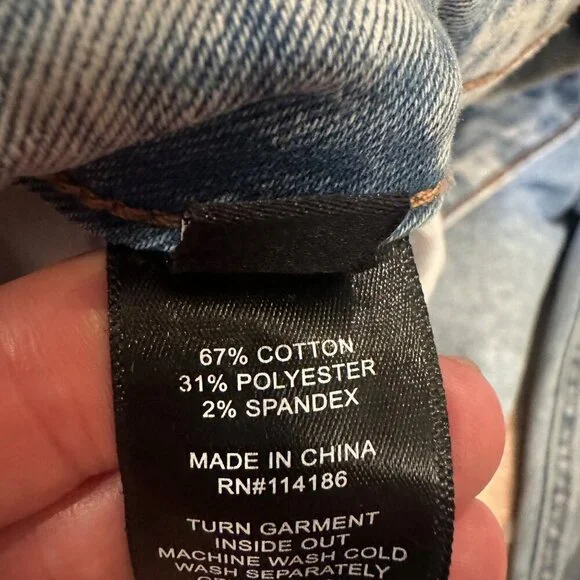 67% COTTON
31% POLYESTER
2% SPANDEX
MADE IN CHINA
RN#114186
TURN GARMENT
INSIDE OUT
MACHINE WASH COLD
WASH SEPARATELY